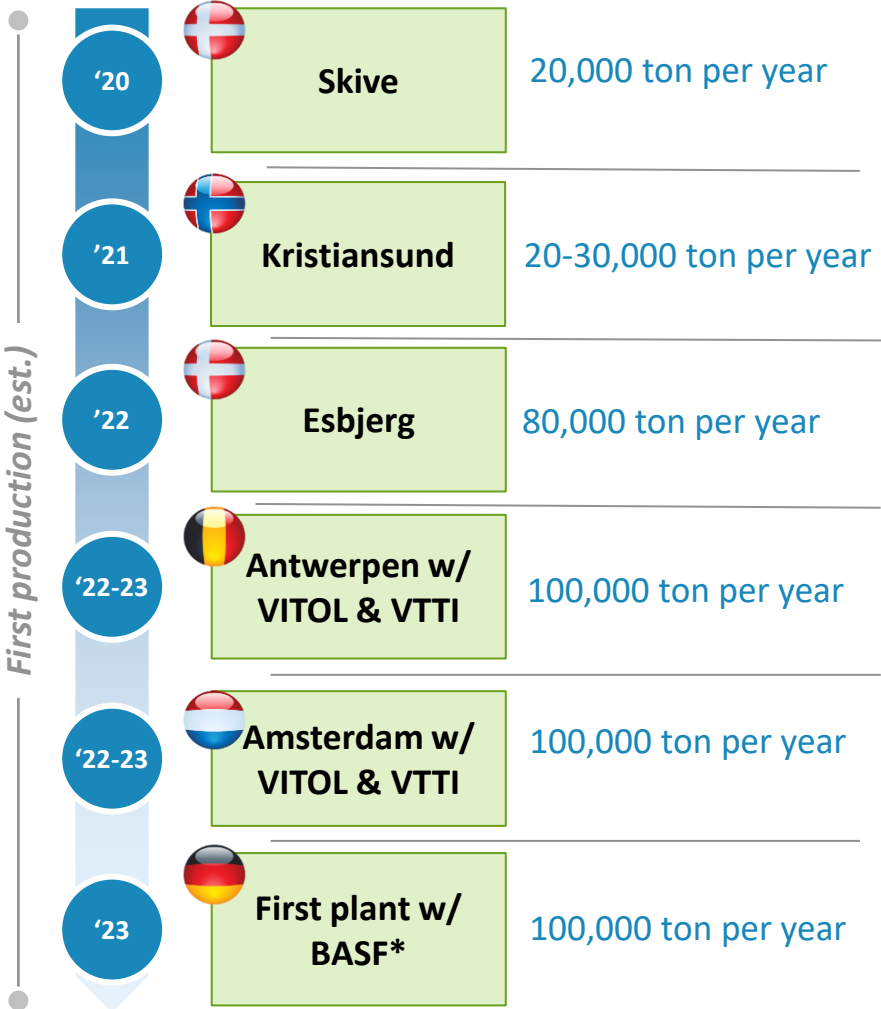 First production (est.)
‘20
Skive
20,000 ton per year
’21
Kristiansund
20-30,000 ton per year
’22
Esbjerg
80,000 ton per year
‘22-23
Antwerpen w/
VITOL & VTTI
100,000 ton per year
‘22-23
Amsterdam w/
VITOL & VTTI
100,000 ton per year
‘23
First plant w/
BASF*
100,000 ton per year